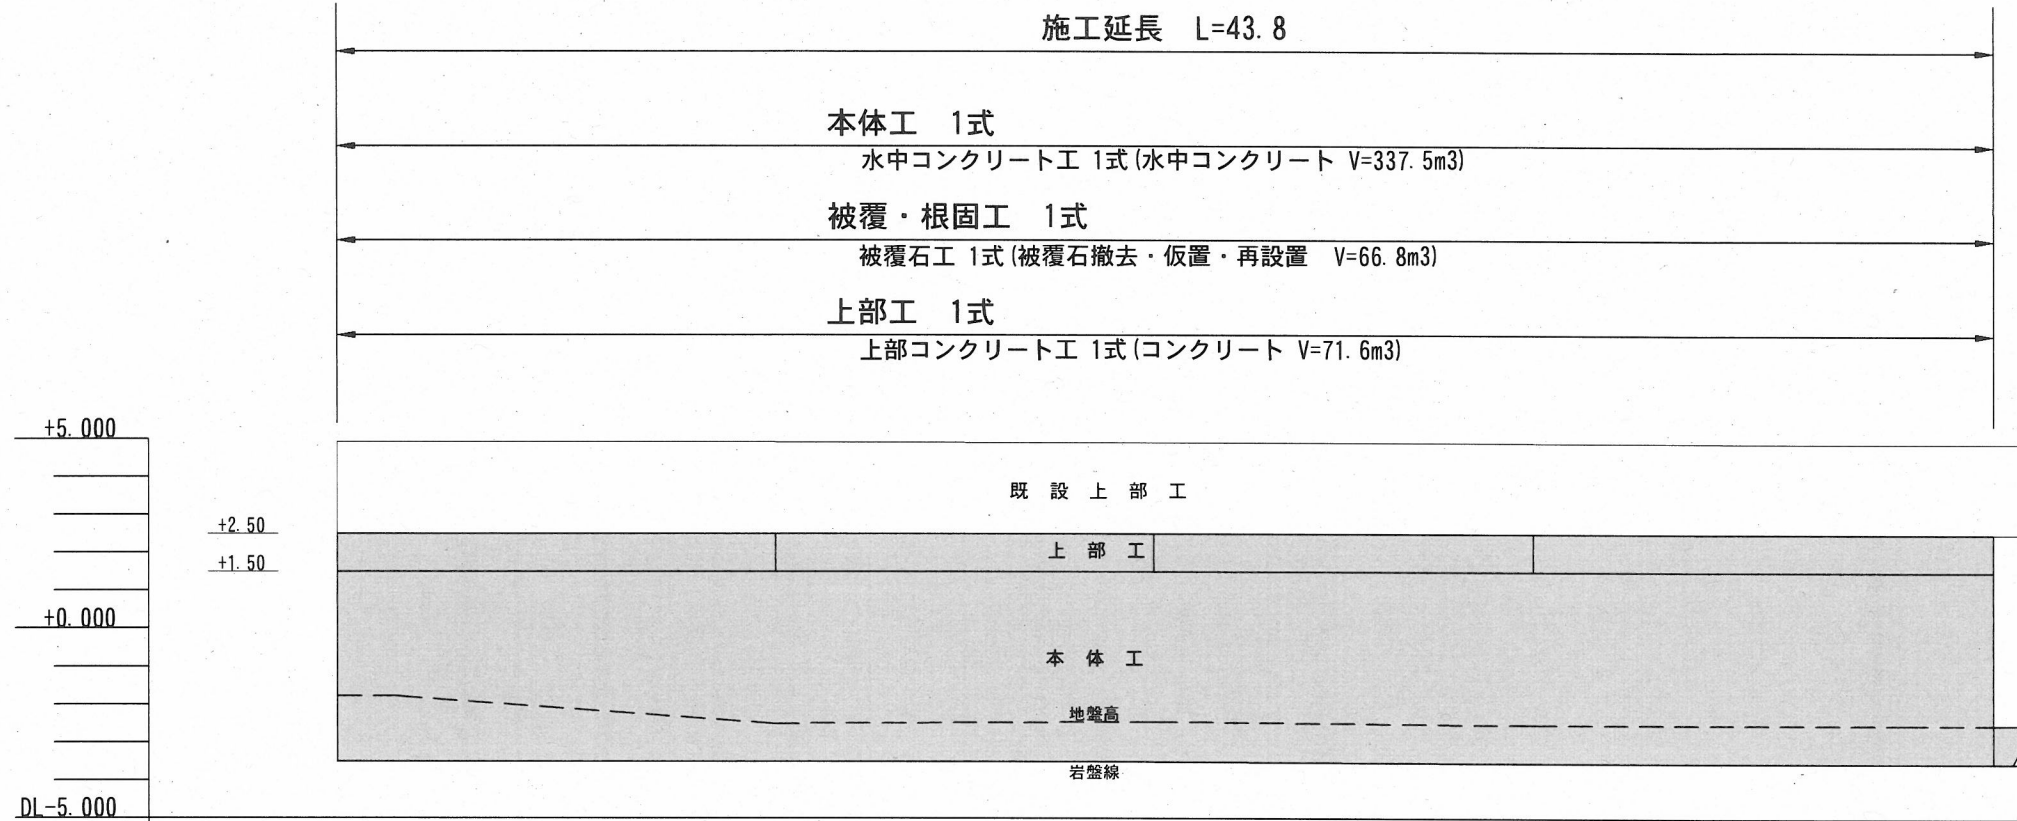 施工延長 L=43.8
本体工 1式
水中コンクリート工 1式(水中コンクリート V=337.5m3)
被覆・根固工 1式
被覆石工 1式(被覆石撤去・仮置・再設置 V=66.8m3)
上部工 1式
上部コンクリート工 1式(コンクリート V=71.6m3)
+5.000
既設上部工
+2.50
上部工
+1.50
+0.000
本体工
地盤高
岩盤線
DL-5.000